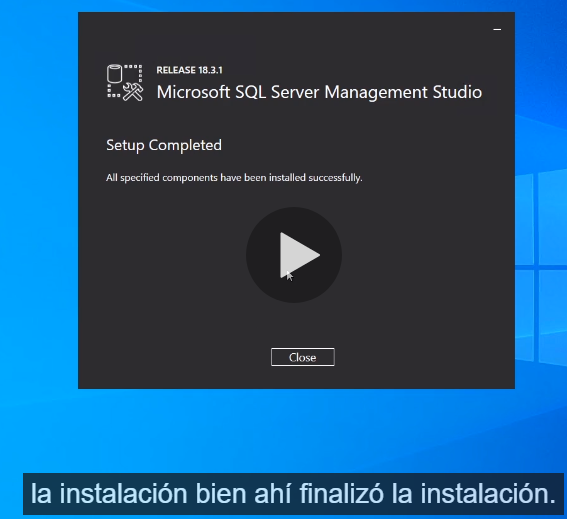 RELEASE 18.3.1
Microsoft SQL Server Management Studio
Setup Completed
All specified components have been installed successfully.
Close
la instalación bien ahí finalizó la instalación.